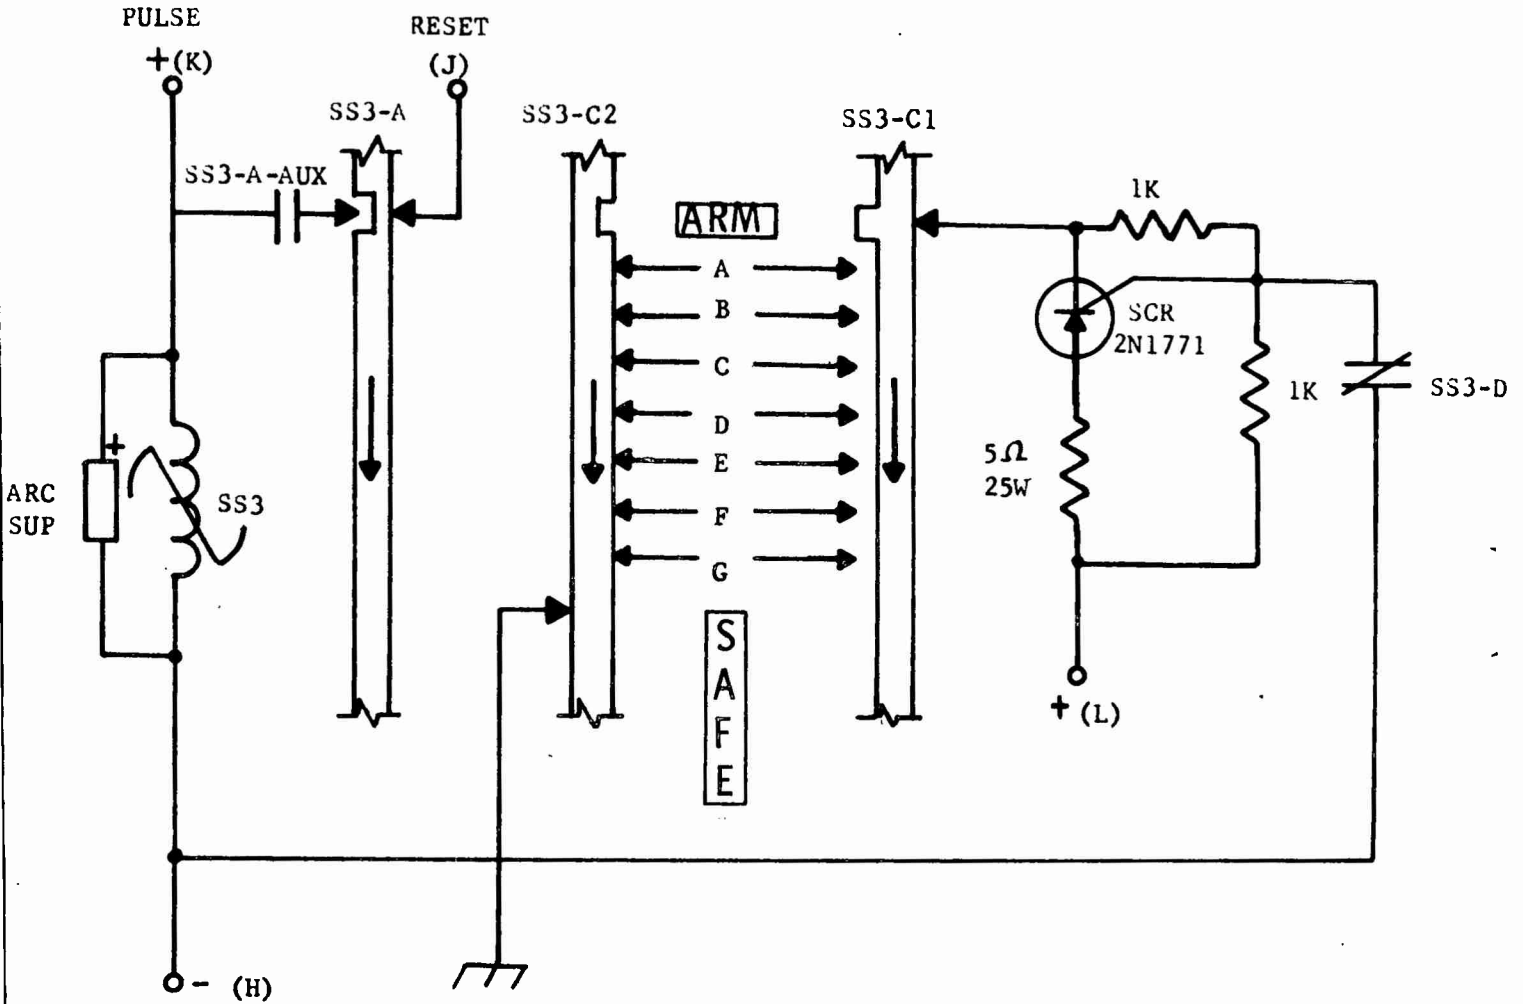 PULSE
+(K)
RESET
(J)
SS3-A
SS3-C2
SS3-C1
SS3-A-AUX
1K
ARM
A
B
C
D
E
F
G
SCR
2N1771
1K
SS3-D
+
ARC
SUP
SS3
5Ω
25W
SAFE
+(L)
- (H)